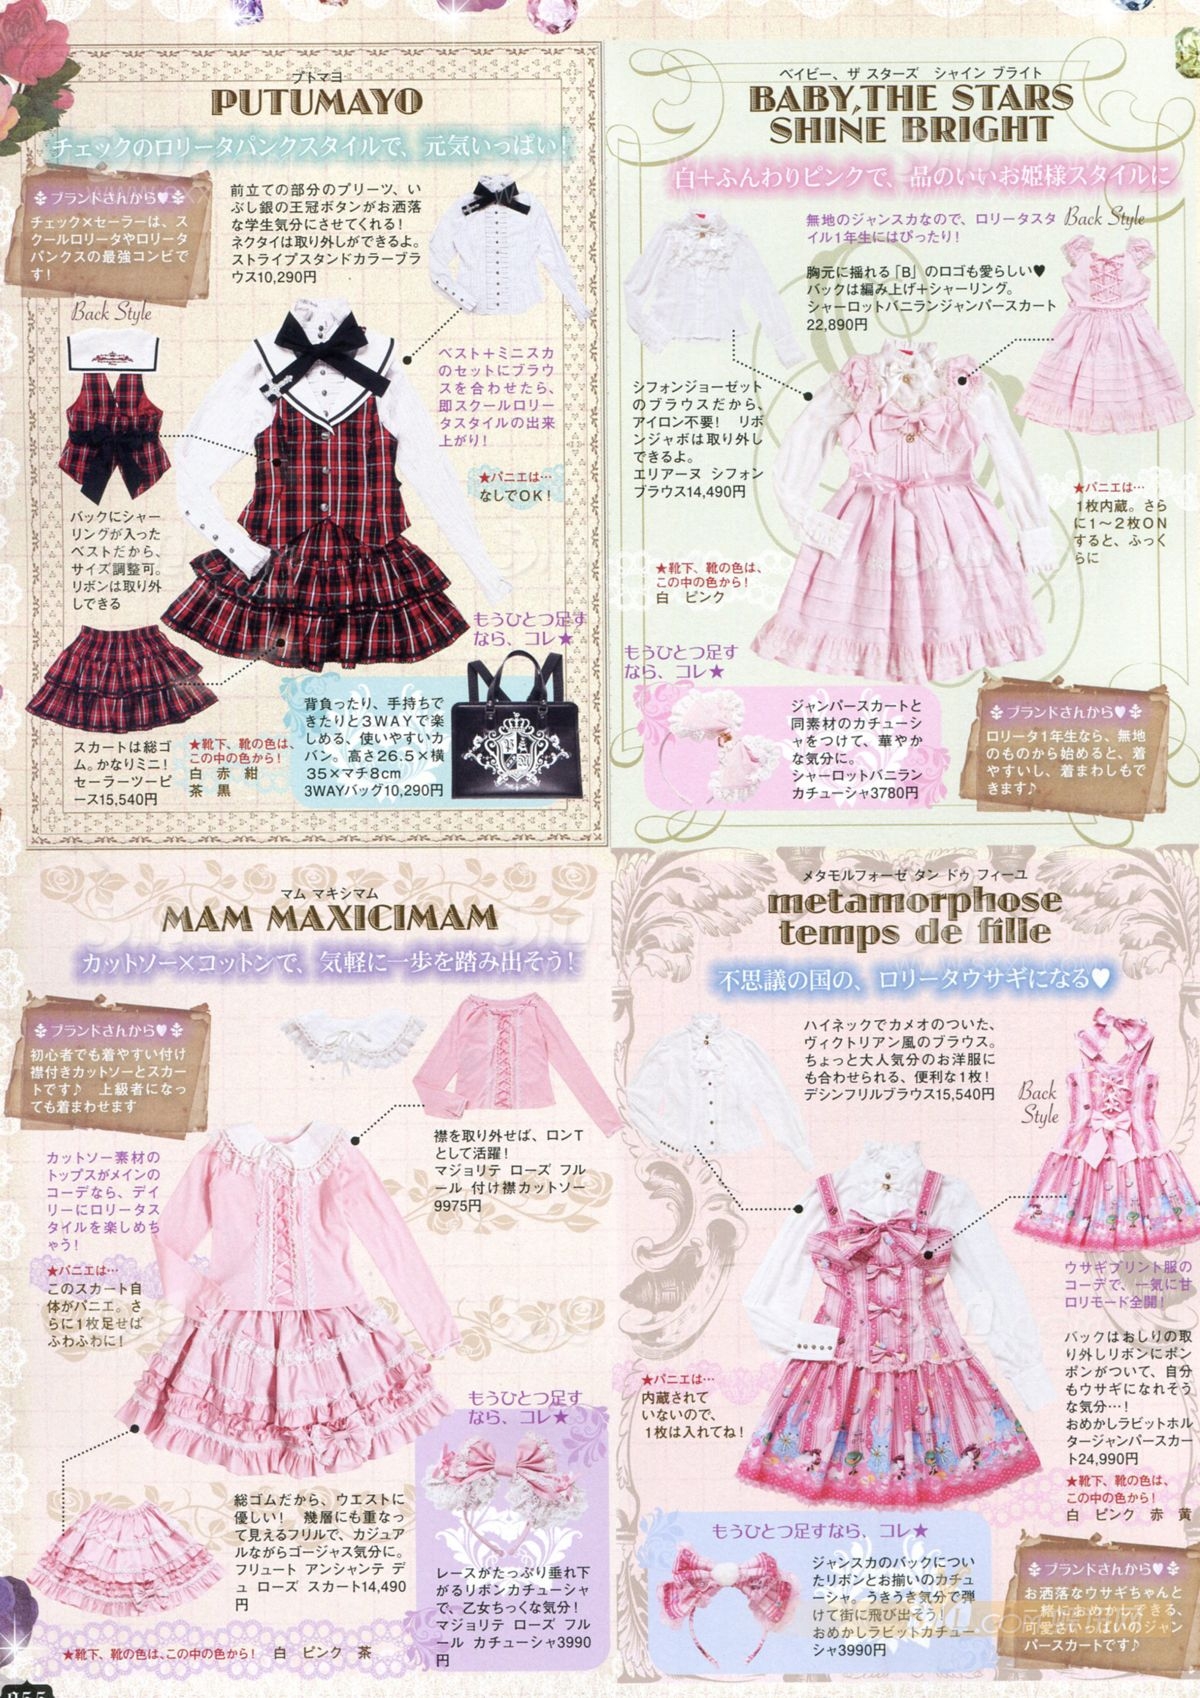 プトマヨ
PUTUMAYO
チェックのロリータパンクスタイルで、元気いっぱい!
ブランドさんから♥
チェック×セーラーは、ス
クールロリータやロリータ
パンクスの最強コンビで
す!
前立ての部分のプリーツ、い
ぶし銀の王冠ボタンがお洒落
な学生気分にさせてくれる!
ネクタイは取り外しができるよ。
ストライプスタンドカラーブラ
ウス10,290円
Back Style
ベスト＋ミニスカ
のセットにブラウ
スを合わせたら、
即スクールロリー
タスタイルの出来
上がり!
★パニエは…
なしでOK!
バックにシャー
リングが入った
ベストだから、
サイズ調整可。
リボンは取り外
しできる
もうひとつ足す
なら、コレ★
スカートは総ゴ
ム。かなりミニ!
セーラーツーピ
ース15,540円
★靴下、靴の色は、
この中の色から!
白 赤 紺
茶 黒
背負ったり、手持ちで
きたりと3WAYで楽
しめる、使いやすいカ
バン。高さ26.5×横
35×マチ8cm
3WAYバッグ10,290円
ベイビー、ザ スターズ シャイン ブライト
BABY,THE STARS
SHINE BRIGHT
白＋ふんわりピンクで、品のいいお姫様スタイルに
無地のジャンスカなので、ロリータスタ
イル1年生にはぴったり!
Back Style
胸元に揺れる「B」のロゴも愛らしい♥
バックは編み上げ＋シャーリング。
シャーロットバニランジャンパースカート
22,890円
シフォンジョーゼット
のブラウスだから、
アイロン不要! リボ
ンジャボは取り外し
できるよ。
エリアーヌ シフォン
ブラウス14,490円
★パニエは…
1枚内蔵。さら
に1〜2枚ON
すると、ふっく
らに
★靴下、靴の色は、
この中の色から!
白 ピンク
もうひとつ足す
なら、コレ★
ジャンパースカートと
同素材のカチューシ
ャをつけて、華やか
な気分に。
シャーロットバニラン
カチューシャ3780円
ブランドさんから♥
ロリータ1年生なら、無地
のものから始めると、着
やすいし、着まわしもで
きます♪
マム マキシマム
MAM MAXICIMAM
カットソー×コットンで、気軽に一歩を踏み出そう!
ブランドさんから♥
初心者でも着やすい付け
襟付きカットソーとスカー
トです♪ 上級者になっ
ても着まわせます
カットソー素材の
トップスがメインの
コーデなら、デイ
リーにロリータス
タイルを楽しめち
ゃう!
★パニエは…
このスカート自
体がパニエ。さ
らに1枚足せば
ふわふわに!
襟を取り外せば、ロンT
として活躍!
マジョリテ ローズ フル
ール 付け襟カットソー
9975円
もうひとつ足す
なら、コレ★
総ゴムだから、ウエストに
優しい! 幾層にも重なっ
て見えるフリルで、カジュア
ルながらゴージャス気分に。
フリュート アンシャンテ デ
ュ ローズ スカート14,490
円
レースがたっぷり垂れ下
がるリボンカチューシャ
で、乙女ちっくな気分!
マジョリテ ローズ フル
ール カチューシャ3990
円
★靴下、靴の色は、この中の色から! 白 ピンク 茶
メタモルフォーゼ タン ドゥ フィーユ
metamorphose
temps de fille
不思議の国の、ロリータウサギになる♥
ハイネックでカメオのついた、
ヴィクトリアン風のブラウス。
ちょっと大人気分のお洋服に
も合わせられる、便利な1枚!
デシンフリルブラウス15,540円
Back
Style
ウサギプリント服の
コーデで、一気に甘
ロリモード全開!
バックはおしりの取
り外しリボンにポン
ポンがついて、自分
もウサギになれそう
な気分…!
おめかしラビットホル
タージャンパースカー
ト24,990円
★パニエは…
内蔵されて
いないので、
1枚は入れてね!
★靴下、靴の色は、
この中の色から!
白 ピンク 赤 黄
もうひとつ足すなら、コレ★
ジャンスカのバックについ
たリボンとお揃いのカチュ
ーシャ。うきうき気分で弾
けて街に飛び出そう!
おめかしラビットカチュー
シャ3990円
ブランドさんから♥
お洒落なウサギちゃんと
一緒におめかしできる、
可愛さいっぱいのジャン
パースカートです♪